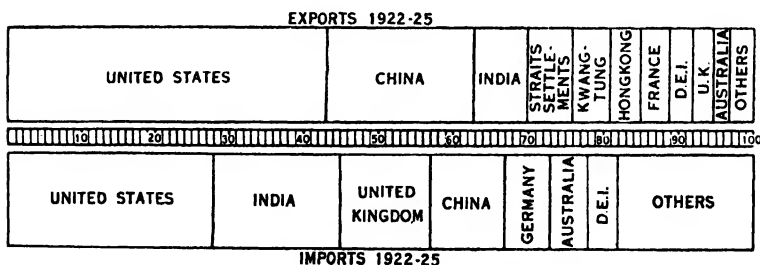 EXPORTS 1922-25
UNITED STATES
CHINA
INDIA
STRAITS
SETTLE-
MENTS
KWANG-
TUNG
HONGKONG
FRANCE
D.E.I.
U.K.
AUSTRALIA
OTHERS
10 20 30 40 50 60 70 80 90 100
UNITED STATES
INDIA
UNITED
KINGDOM
CHINA
GERMANY
AUSTRALIA
D.E.I.
OTHERS
IMPORTS 1922-25